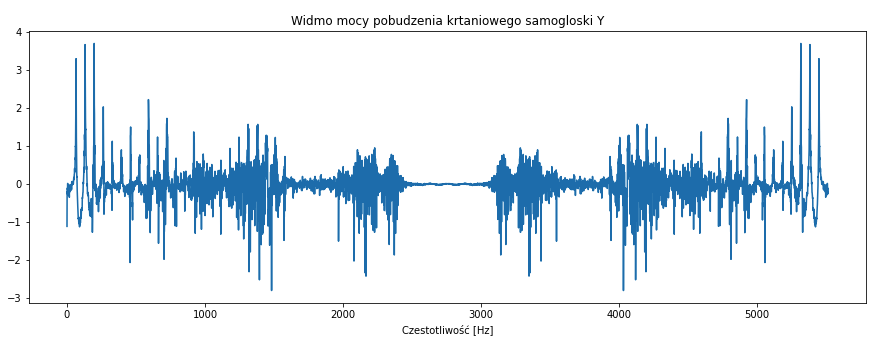 Widmo mocy pobudzenia krtaniowego samogloski Y
4
3
2
1
0
−1
−2
−3
0 1000 2000 3000 4000 5000
Czestotliwość [Hz]